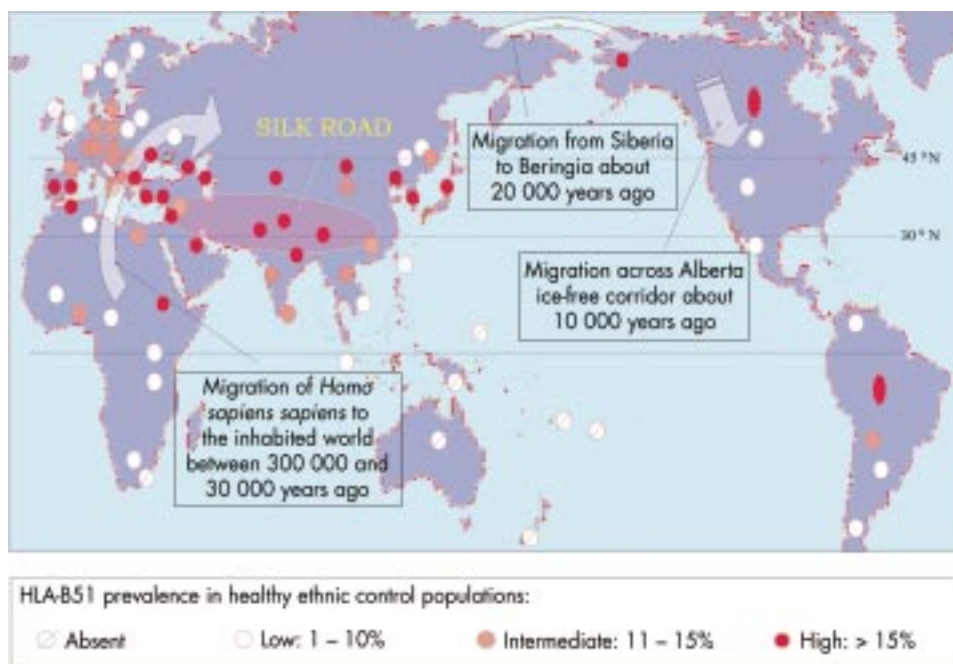 SILK ROAD
Migration from Siberia
to Beringia about
20 000 years ago
45° N
30° N
Migration across Alberta
ice-free corridor about
10 000 years ago
Migration of Homo
sapiens sapiens to
the inhabited world
between 300 000 and
30 000 years ago
HLA-B51 prevalence in healthy ethnic control populations:
Absent
Low: 1 – 10%
Intermediate: 11 – 15%
High: > 15%